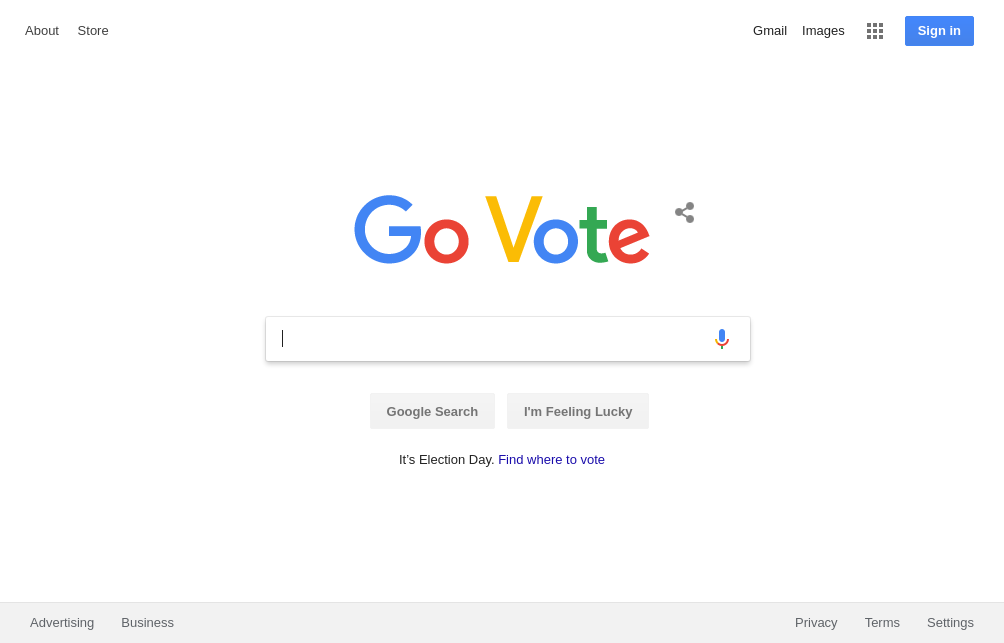 About Store Gmail Images Sign in
Go Vote
Google Search I'm Feeling Lucky
It’s Election Day. Find where to vote
Advertising Business Privacy Terms Settings